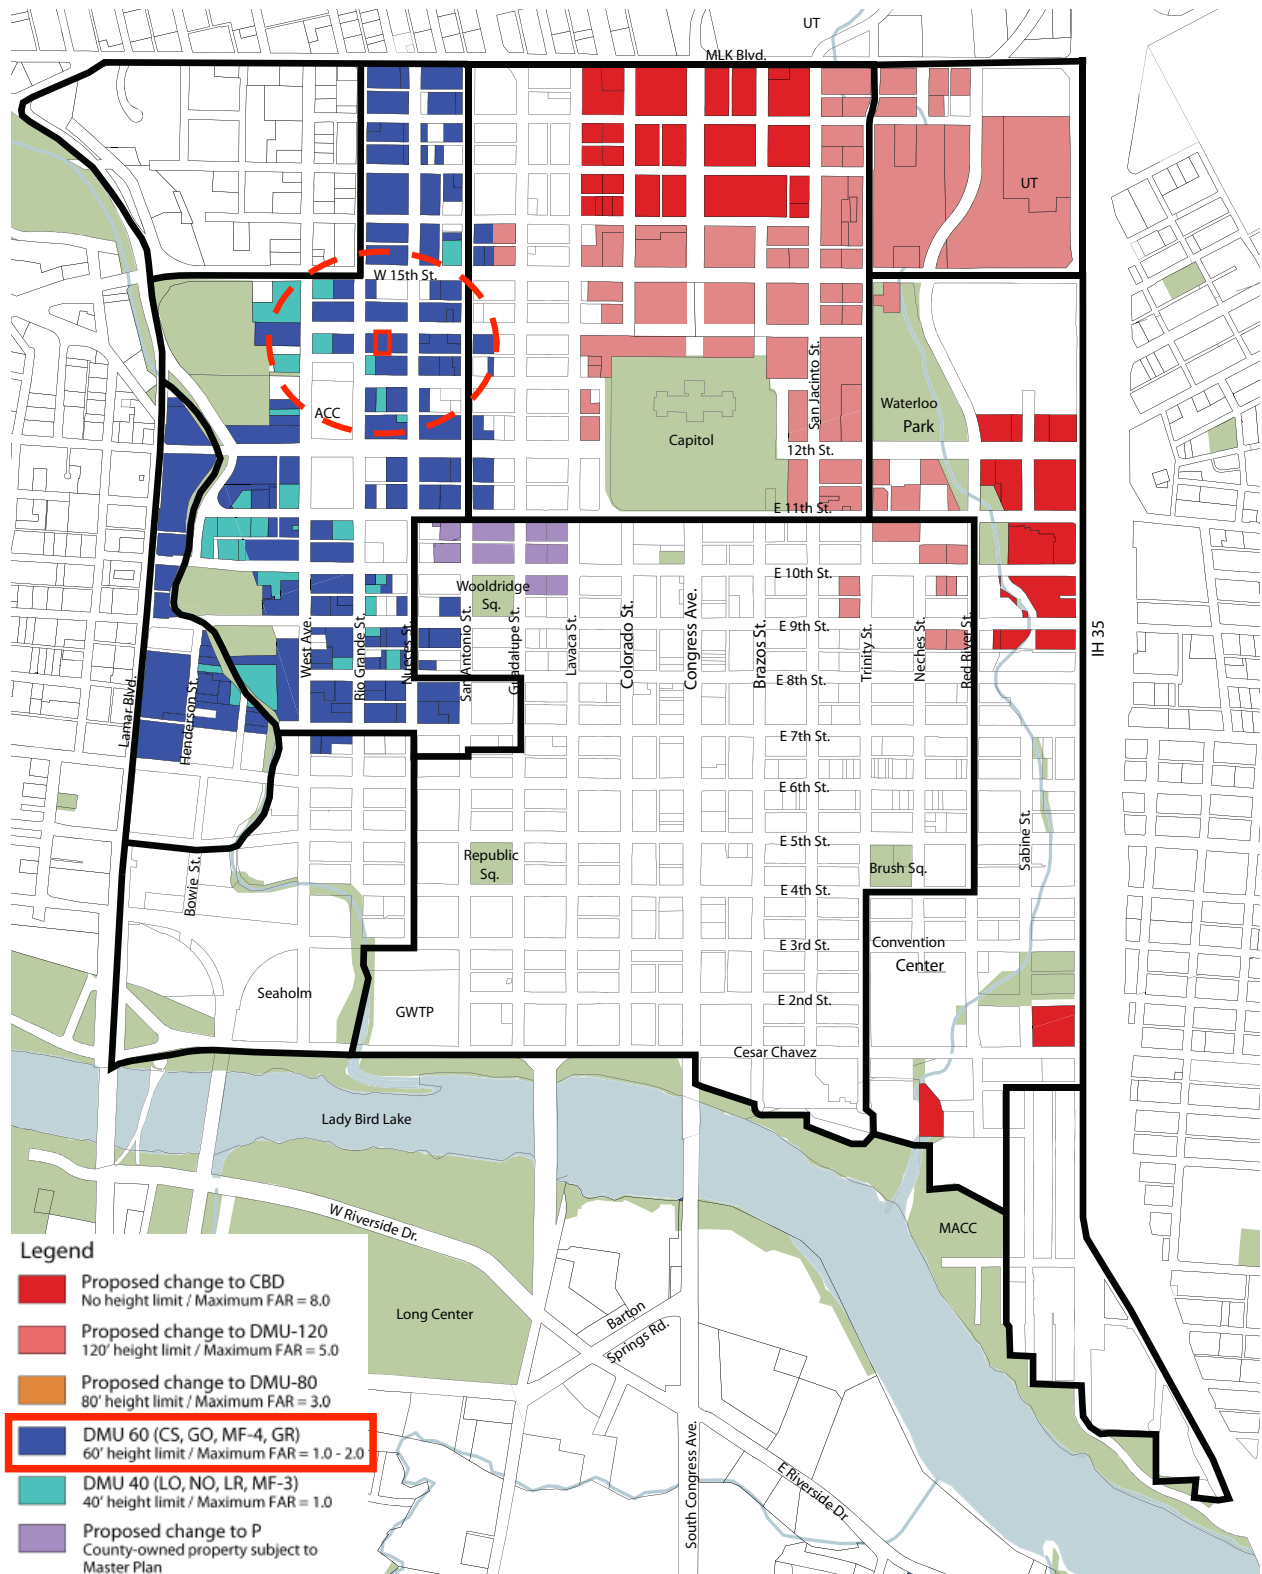 UT
MLK Blvd.
UT
W 15th St.
San Jacinto St.
Waterloo
Park
ACC
Capitol
12th St.
E 11th St.
E 10th St.
Wooldridge
Sq.
West Ave.
Rio Grande St.
Nueces St.
San Antonio St.
Guadalupe St.
Lavaca St.
Colorado St.
Congress Ave.
Brazos St.
E 9th St.
Trinity St.
Neches St.
Red River St.
IH 35
E 8th St.
Lamar Blvd.
Henderson St.
E 7th St.
E 6th St.
Sabine St.
E 5th St.
Republic
Sq.
Brush Sq.
Bowie St.
E 4th St.
E 3rd St.
Convention
Center
Seaholm
GWTP
E 2nd St.
Cesar Chavez
Lady Bird Lake
W Riverside Dr.
MACC
Long Center
Barton
Springs Rd.
South Congress Ave.
E Riverside Dr
Legend
Proposed change to CBD
No height limit / Maximum FAR = 8.0
Proposed change to DMU-120
120' height limit / Maximum FAR = 5.0
Proposed change to DMU-80
80' height limit / Maximum FAR = 3.0
DMU 60 (CS, GO, MF-4, GR)
60' height limit / Maximum FAR = 1.0 - 2.0
DMU 40 (LO, NO, LR, MF-3)
40' height limit / Maximum FAR = 1.0
Proposed change to P
County-owned property subject to
Master Plan